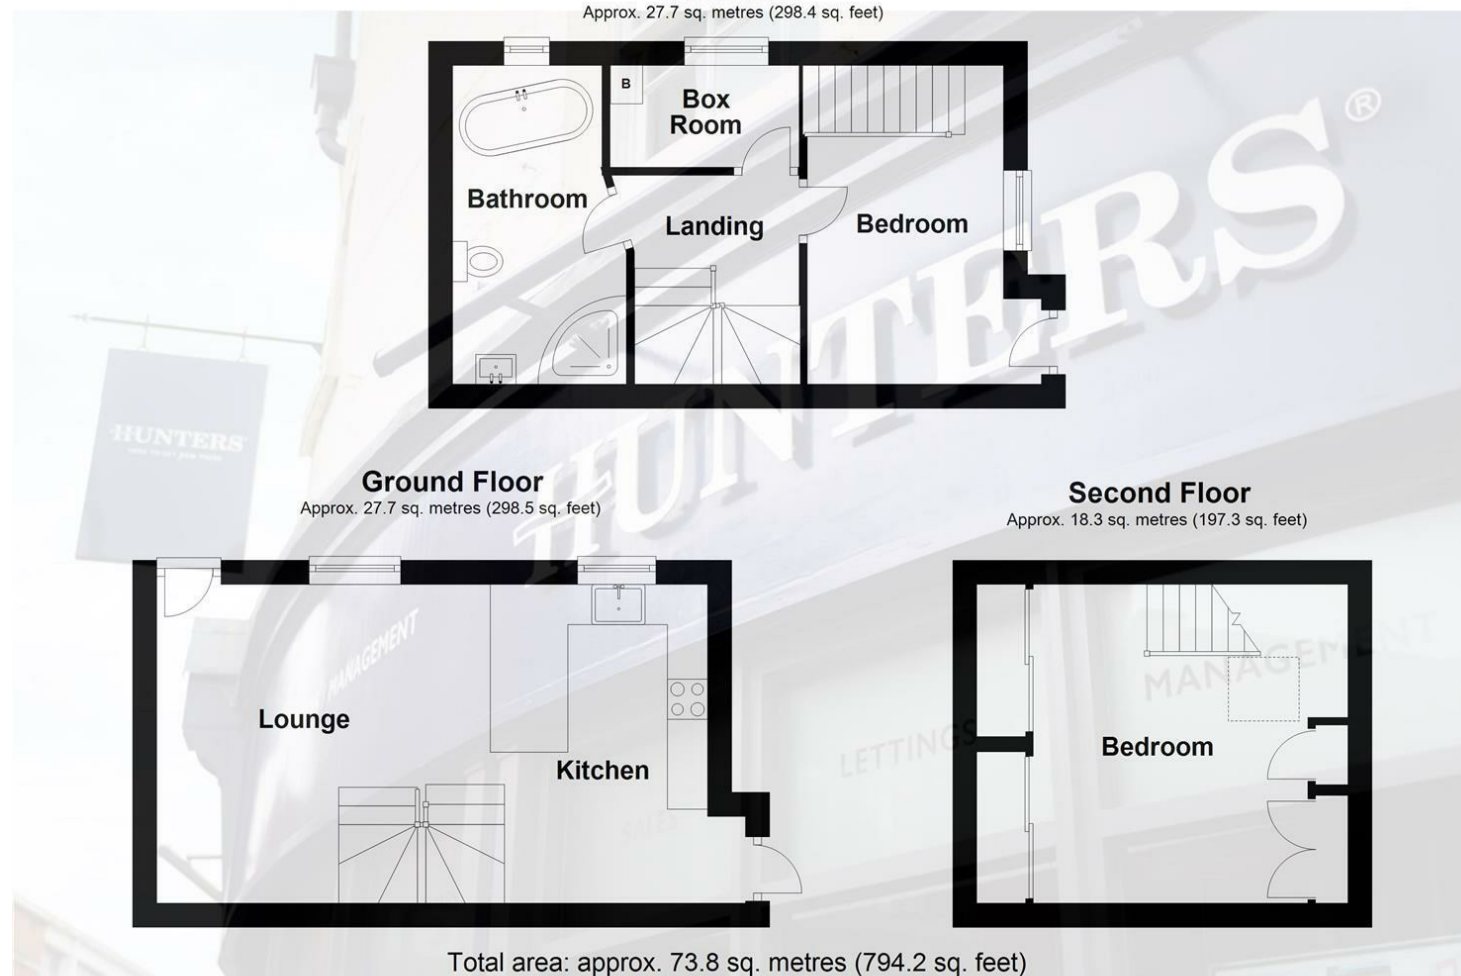 Approx. 27.7 sq. metres (298.4 sq. feet)
B
Box
Room
Bathroom
Landing
Bedroom
HUNTERS®
HUNTERS
Ground Floor
Approx. 27.7 sq. metres (298.5 sq. feet)
Second Floor
Approx. 18.3 sq. metres (197.3 sq. feet)
MANAGEMENT
MANAGEMENT
Lounge
LETTINGS
Kitchen
Bedroom
SALES
Total area: approx. 73.8 sq. metres (794.2 sq. feet)